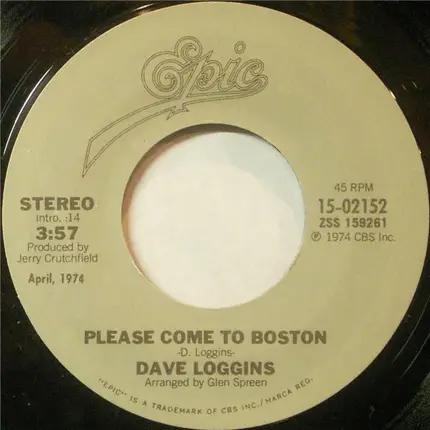 Epic
STEREO
intro. :14
3:57
Produced by
Jerry Crutchfield
April, 1974
45 RPM
15-02152
ZSS 159261
℗ 1974 CBS Inc.
PLEASE COME TO BOSTON
-D. Loggins-
DAVE LOGGINS
Arranged by Glen Spreen
"EPIC" IS A TRADEMARK OF CBS INC./MARCA REG.